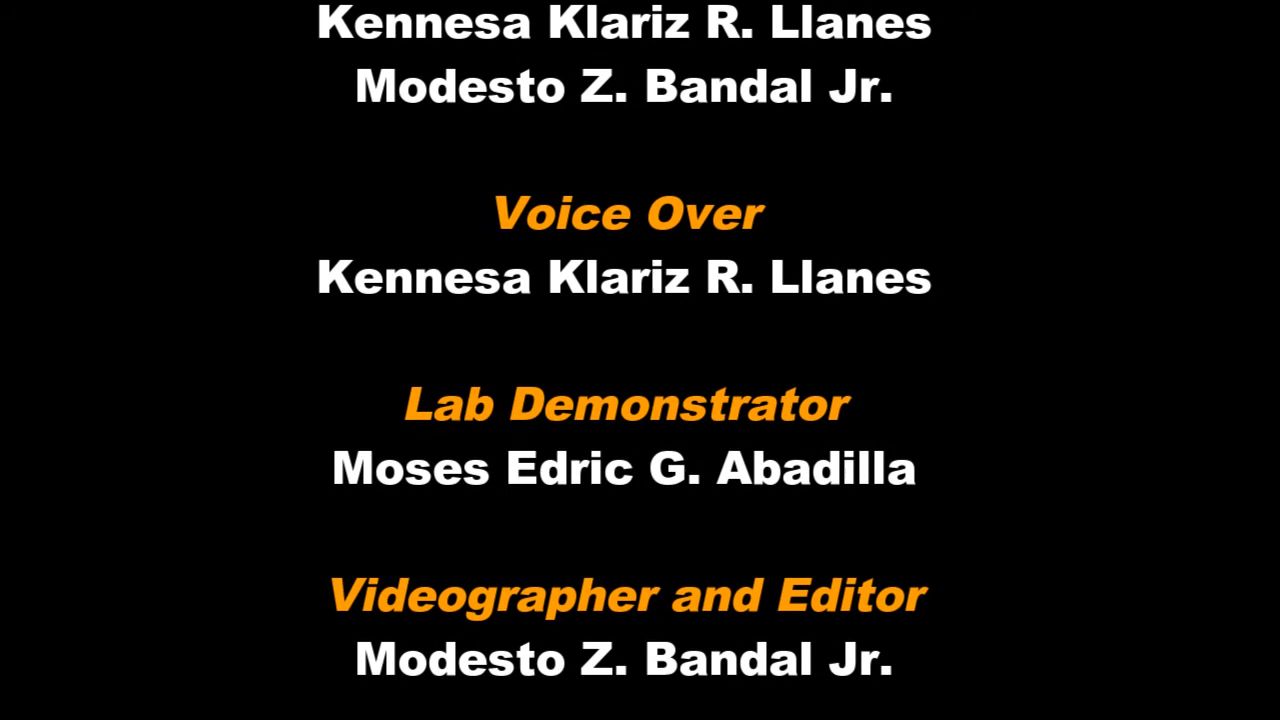 Kennesa Klariz R. Llanes
Modesto Z. Bandal Jr.
Voice Over
Kennesa Klariz R. Llanes
Lab Demonstrator
Moses Edric G. Abadilla
Videographer and Editor
Modesto Z. Bandal Jr.